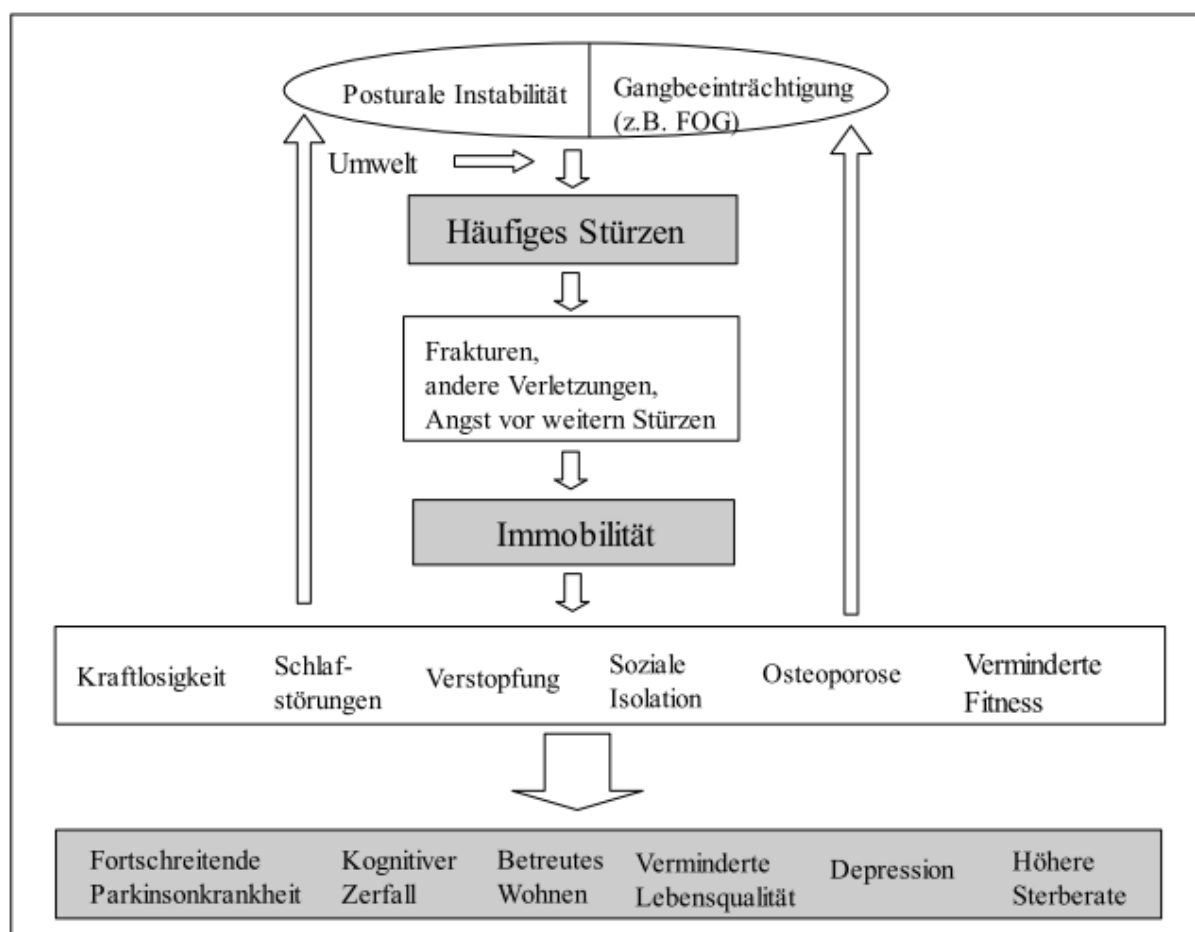 Posturale Instabilität
Gangbeeinträchtigung
(z.B. FOG)
Umwelt
Häufiges Stürzen
Frakturen,
andere Verletzungen,
Angst vor weitern Stürzen
Immobilität
Kraftlosigkeit
Schlaf-
störungen
Verstopfung
Soziale
Isolation
Osteoporose
Verminderte
Fitness
Fortschreitende
Parkinsonkrankheit
Kognitiver
Zerfall
Betreutes
Wohnen
Verminderte
Lebensqualität
Depression
Höhere
Sterberate